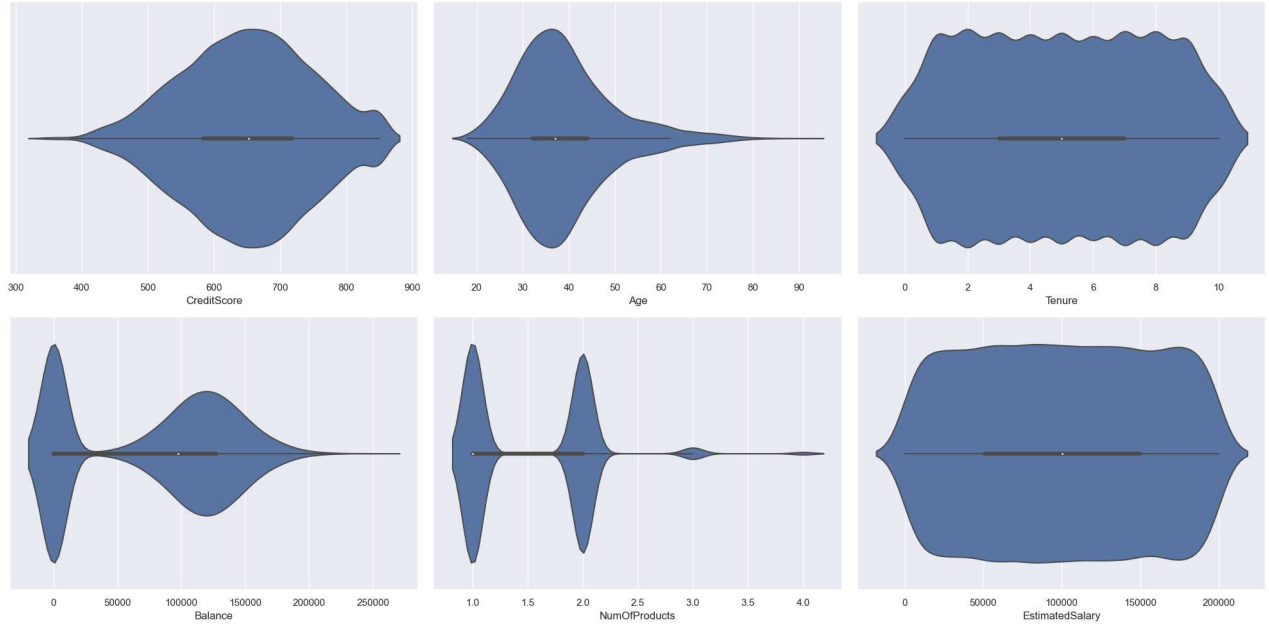 300 400 500 600 700 800 900
CreditScore
20 30 40 50 60 70 80 90
Age
0 2 4 6 8 10
Tenure
0 50000 100000 150000 200000 250000
Balance
1.0 1.5 2.0 2.5 3.0 3.5 4.0
NumOfProducts
0 50000 100000 150000 200000
EstimatedSalary